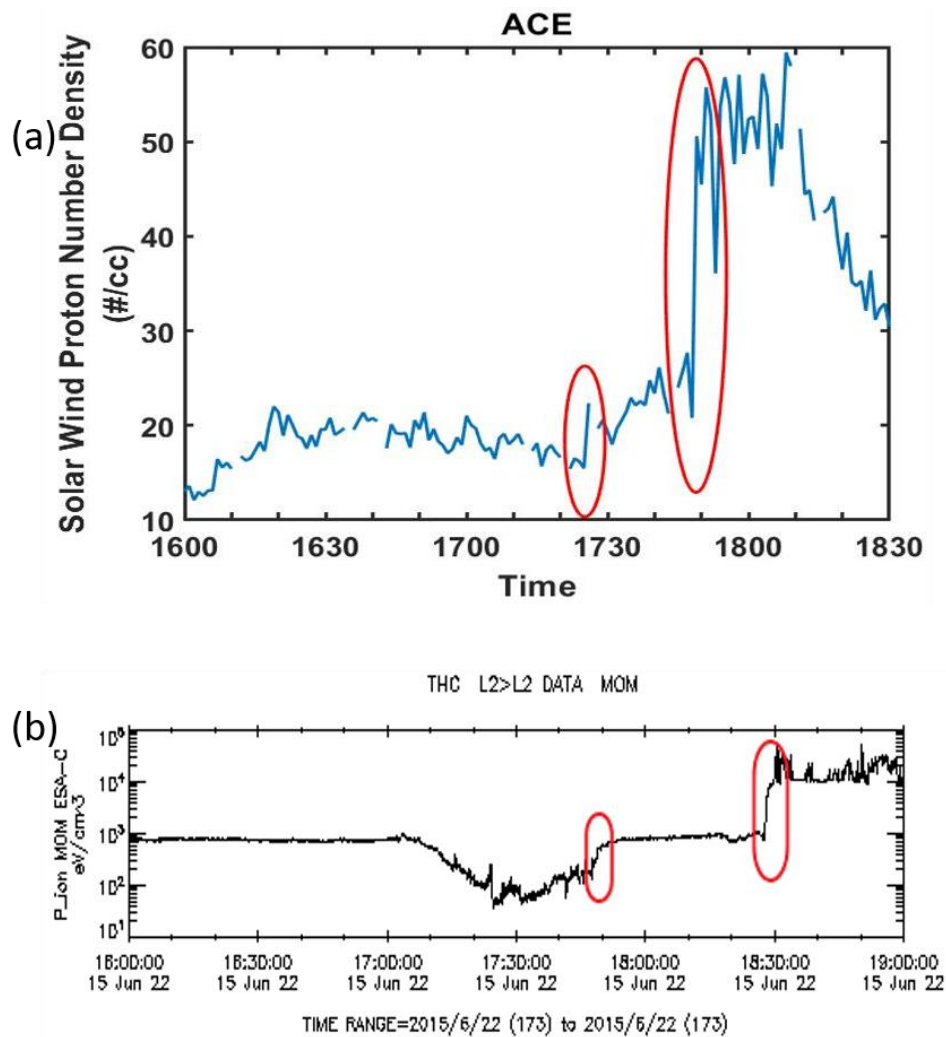 ACE
(a)
Solar Wind Proton Number Density
(#/cc)
60
50
40
30
20
10
1600 1630 1700 1730 1800 1830
Time
THC L2>L2 DATA MOM
(b)
P_ion MOM ESA-C
eV/cm^3
10^5
10^4
10^3
10^2
10^1
16:00:00 16:30:00 17:00:00 17:30:00 18:00:00 18:30:00 19:00:00
15 Jun 22 15 Jun 22 15 Jun 22 15 Jun 22 15 Jun 22 15 Jun 22 15 Jun 22
TIME RANGE=2015/6/22 (173) to 2015/6/22 (173)